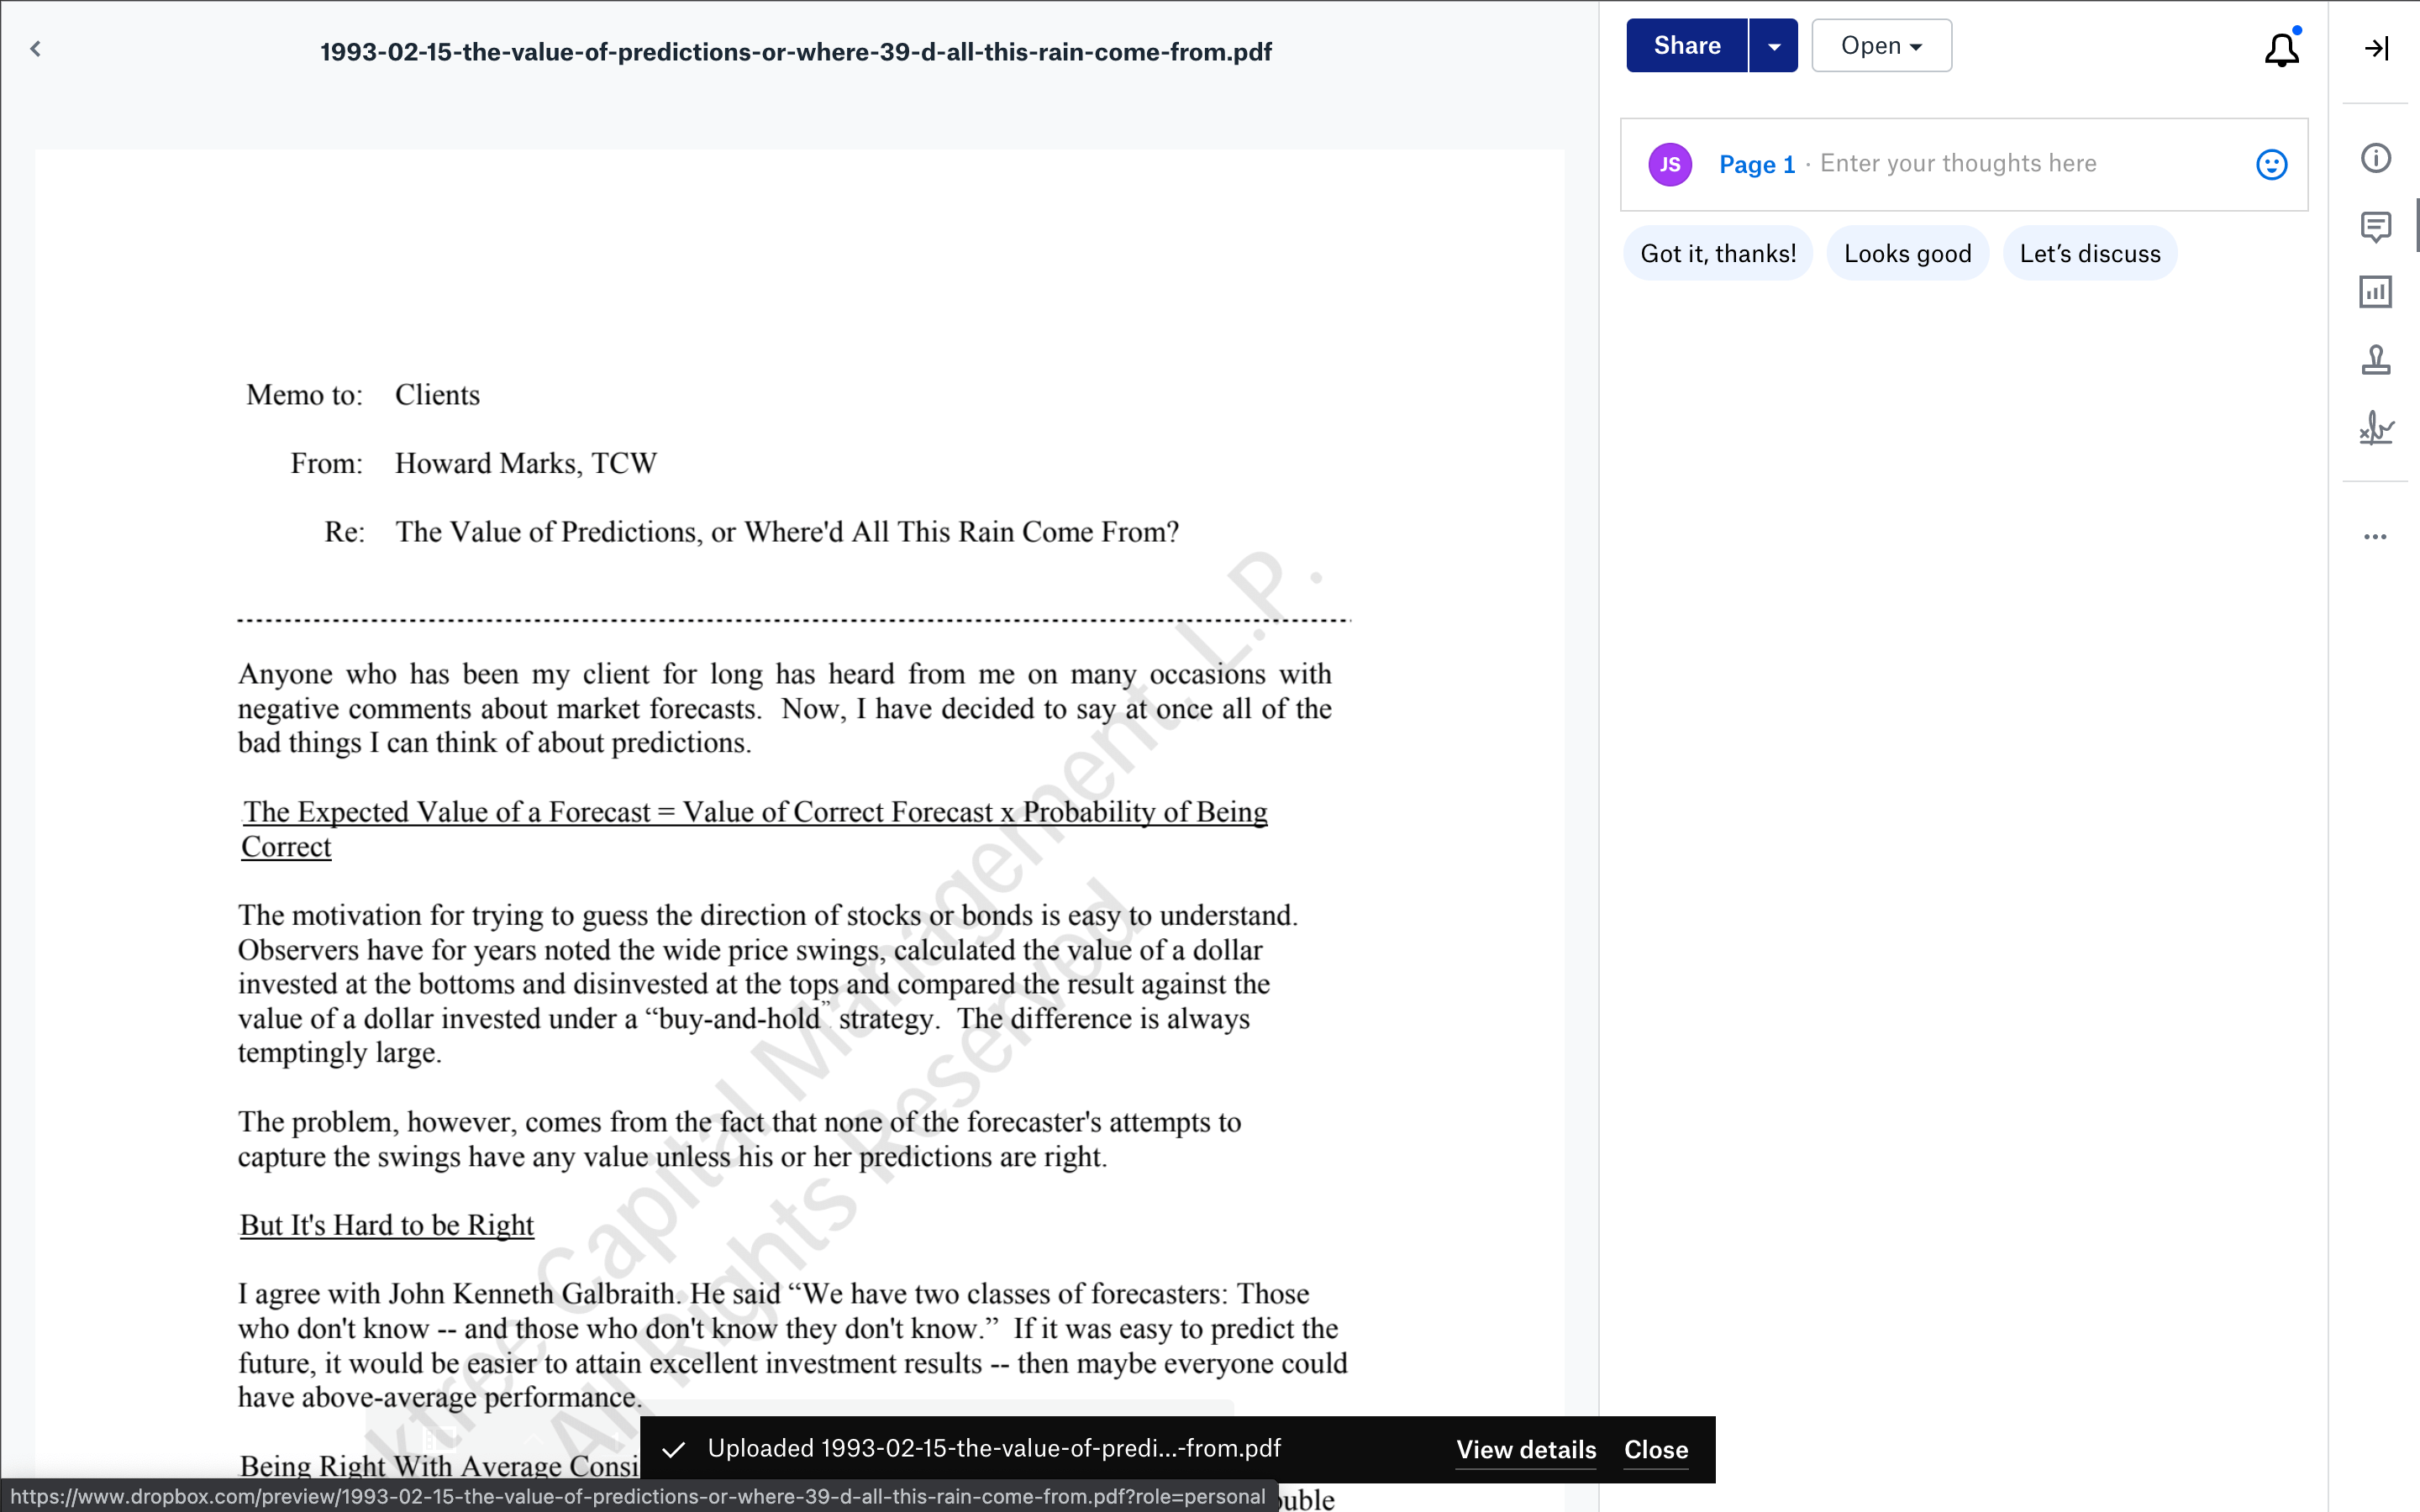 1993-02-15-the-value-of-predictions-or-where-39-d-all-this-rain-come-from.pdf
Share
Open
JS
Page 1 · Enter your thoughts here
Got it, thanks!
Looks good
Let’s discuss
Memo to: Clients
From: Howard Marks, TCW
Re: The Value of Predictions, or Where'd All This Rain Come From?
Anyone who has been my client for long has heard from me on many occasions with
negative comments about market forecasts. Now, I have decided to say at once all of the
bad things I can think of about predictions.
The Expected Value of a Forecast = Value of Correct Forecast x Probability of Being
Correct
The motivation for trying to guess the direction of stocks or bonds is easy to understand.
Observers have for years noted the wide price swings, calculated the value of a dollar
invested at the bottoms and disinvested at the tops and compared the result against the
value of a dollar invested under a “buy-and-hold” strategy. The difference is always
temptingly large.
The problem, however, comes from the fact that none of the forecaster's attempts to
capture the swings have any value unless his or her predictions are right.
But It's Hard to be Right
I agree with John Kenneth Galbraith. He said “We have two classes of forecasters: Those
who don't know -- and those who don't know they don't know.” If it was easy to predict the
future, it would be easier to attain excellent investment results -- then maybe everyone could
have above-average performance.
Being Right With Average Consi
ouble
ktree Capital Management, L.P.
All Rights Reserved
Uploaded 1993-02-15-the-value-of-predi...-from.pdf
View details
Close
https://www.dropbox.com/preview/1993-02-15-the-value-of-predictions-or-where-39-d-all-this-rain-come-from.pdf?role=personal